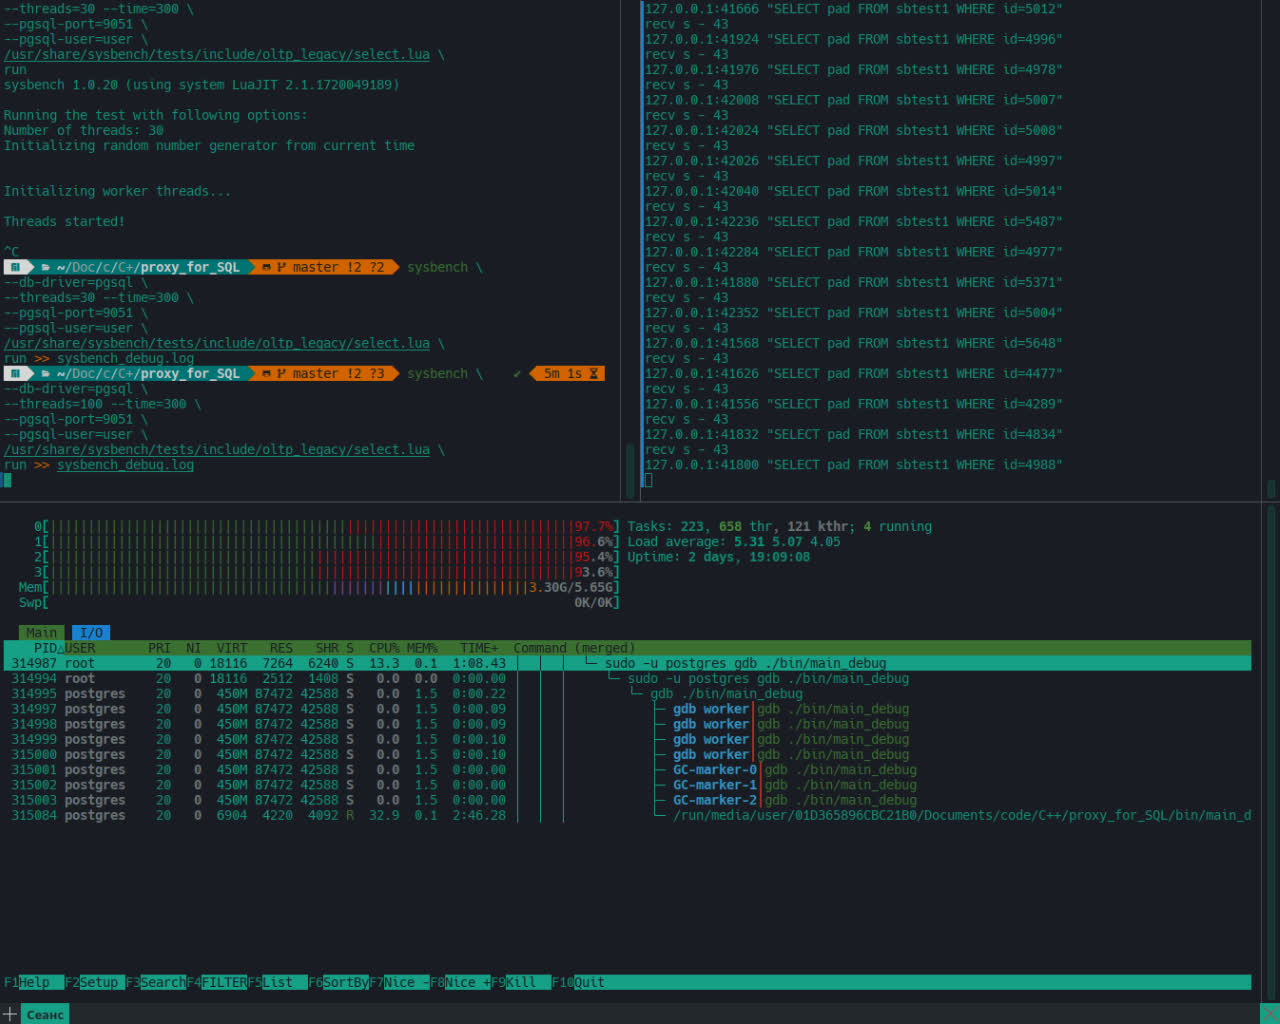 --threads=30 --time=300 \
--pgsql-port=9051 \
--pgsql-user=user \
/usr/share/sysbench/tests/include/oltp_legacy/select.lua \
run
sysbench 1.0.20 (using system LuaJIT 2.1.1720049189)
Running the test with following options:
Number of threads: 30
Initializing random number generator from current time
Initializing worker threads...
Threads started!
^C
~/Doc/c/C+/proxy_for_SQL master !2 ?2 sysbench \
--db-driver=pgsql \
--threads=30 --time=300 \
--pgsql-port=9051 \
--pgsql-user=user \
/usr/share/sysbench/tests/include/oltp_legacy/select.lua \
run >> sysbench_debug.log
~/Doc/c/C+/proxy_for_SQL master !2 ?3 sysbench \ ✔ 5m 1s
--db-driver=pgsql \
--threads=100 --time=300 \
--pgsql-port=9051 \
--pgsql-user=user \
/usr/share/sysbench/tests/include/oltp_legacy/select.lua \
run >> sysbench_debug.log
127.0.0.1:41666 "SELECT pad FROM sbtest1 WHERE id=5012"
recv s - 43
127.0.0.1:41924 "SELECT pad FROM sbtest1 WHERE id=4996"
recv s - 43
127.0.0.1:41976 "SELECT pad FROM sbtest1 WHERE id=4978"
recv s - 43
127.0.0.1:42008 "SELECT pad FROM sbtest1 WHERE id=5007"
recv s - 43
127.0.0.1:42024 "SELECT pad FROM sbtest1 WHERE id=5008"
recv s - 43
127.0.0.1:42026 "SELECT pad FROM sbtest1 WHERE id=4997"
recv s - 43
127.0.0.1:42040 "SELECT pad FROM sbtest1 WHERE id=5014"
recv s - 43
127.0.0.1:42236 "SELECT pad FROM sbtest1 WHERE id=5487"
recv s - 43
127.0.0.1:42284 "SELECT pad FROM sbtest1 WHERE id=4977"
recv s - 43
127.0.0.1:41880 "SELECT pad FROM sbtest1 WHERE id=5371"
recv s - 43
127.0.0.1:42352 "SELECT pad FROM sbtest1 WHERE id=5004"
recv s - 43
127.0.0.1:41568 "SELECT pad FROM sbtest1 WHERE id=5648"
recv s - 43
127.0.0.1:41626 "SELECT pad FROM sbtest1 WHERE id=4477"
recv s - 43
127.0.0.1:41556 "SELECT pad FROM sbtest1 WHERE id=4289"
recv s - 43
127.0.0.1:41832 "SELECT pad FROM sbtest1 WHERE id=4834"
recv s - 43
127.0.0.1:41800 "SELECT pad FROM sbtest1 WHERE id=4988"
0[97.7%] Tasks: 223, 658 thr, 121 kthr; 4 running
1[96.6%] Load average: 5.31 5.07 4.05
2[95.4%] Uptime: 2 days, 19:09:08
3[93.6%]
Mem[3.30G/5.65G]
Swp[0K/0K]
Main I/O
PID△USER PRI NI VIRT RES SHR S CPU% MEM% TIME+ Command (merged)
314987 root 20 0 18116 7264 6240 S 13.3 0.1 1:08.43 │ │ │ └─ sudo -u postgres gdb ./bin/main_debug
314994 root 20 0 18116 2512 1408 S 0.0 0.0 0:00.00 │ │ │ └─ sudo -u postgres gdb ./bin/main_debug
314995 postgres 20 0 450M 87472 42588 S 0.0 1.5 0:00.22 │ │ │ └─ gdb ./bin/main_debug
314997 postgres 20 0 450M 87472 42588 S 0.0 1.5 0:00.09 │ │ │ ├─ gdb worker│gdb ./bin/main_debug
314998 postgres 20 0 450M 87472 42588 S 0.0 1.5 0:00.09 │ │ │ ├─ gdb worker│gdb ./bin/main_debug
314999 postgres 20 0 450M 87472 42588 S 0.0 1.5 0:00.10 │ │ │ ├─ gdb worker│gdb ./bin/main_debug
315000 postgres 20 0 450M 87472 42588 S 0.0 1.5 0:00.10 │ │ │ ├─ gdb worker│gdb ./bin/main_debug
315001 postgres 20 0 450M 87472 42588 S 0.0 1.5 0:00.00 │ │ │ ├─ GC-marker-0│gdb ./bin/main_debug
315002 postgres 20 0 450M 87472 42588 S 0.0 1.5 0:00.00 │ │ │ ├─ GC-marker-1│gdb ./bin/main_debug
315003 postgres 20 0 450M 87472 42588 S 0.0 1.5 0:00.00 │ │ │ ├─ GC-marker-2│gdb ./bin/main_debug
315084 postgres 20 0 6904 4220 4092 R 32.9 0.1 2:46.28 │ │ │ └─ /run/media/user/01D365896CBC21B0/Documents/code/C++/proxy_for_SQL/bin/main_d
F1Help F2Setup F3SearchF4FILTERF5List F6SortByF7Nice -F8Nice +F9Kill F10Quit
Сеанс